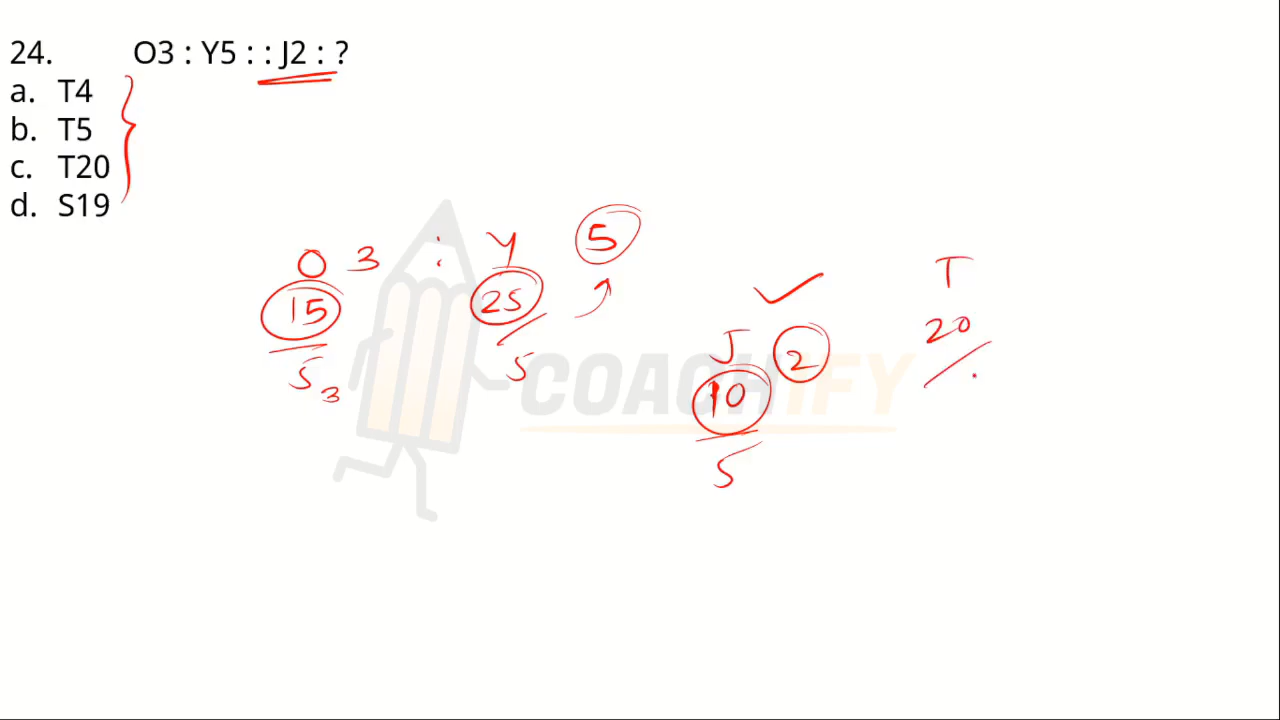 24. O3 : Y5 : : J2 : ?
a. T4
b. T5
c. T20
d. S19
O 3 : Y 5
15 25
5 3 5
J 2 T
10 20
5
COACHIFY